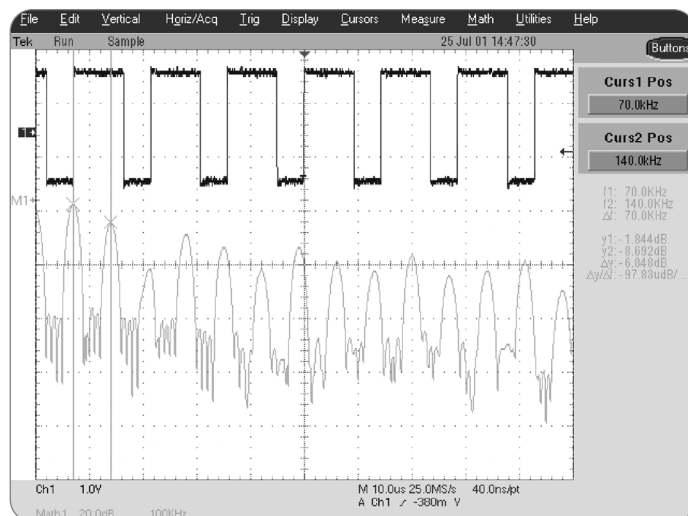 File Edit Vertical Horiz/Acq Trig Display Cursors Measure Math Utilities Help
Tek Run Sample 25 Jul 01 14:47:30
Buttons
Curs1 Pos
70.0kHz
Curs2 Pos
140.0kHz
1
M1
f1: 70.0KHz
f2: 140.0KHz
Δf: 70.0KHz
y1: -1.844dB
y2: -8.692dB
Δy: -6.848dB
Δy/Δf: -97.83udB/...
Ch1 1.0V M 10.0us 25.0MS/s 40.0ns/pt
A Ch1 -380m V
Math1 20.0dB 100KHz